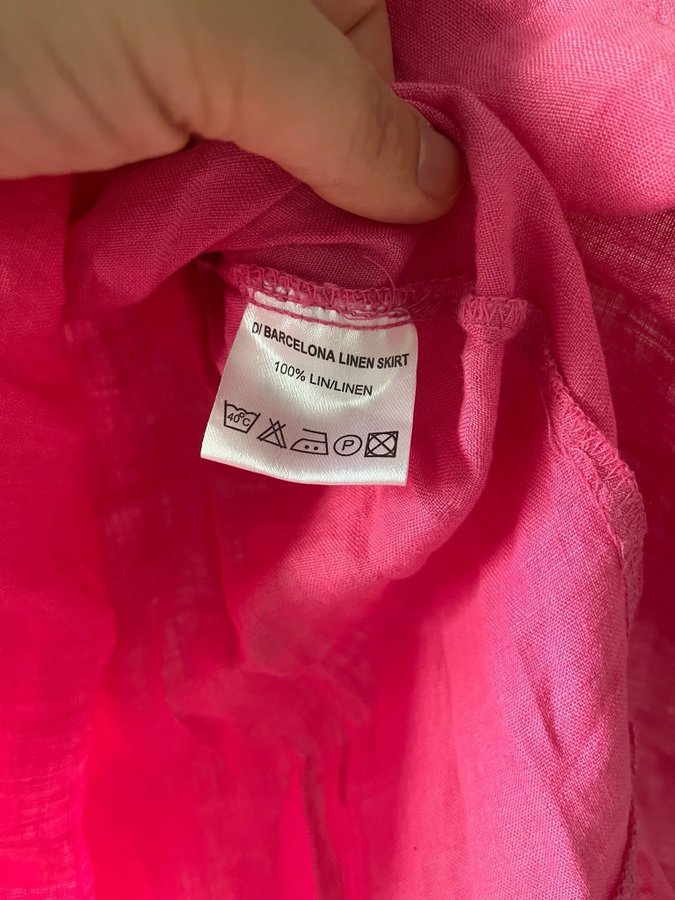 DI BARCELONA LINEN SKIRT
100% LIN/LINEN
40°C P